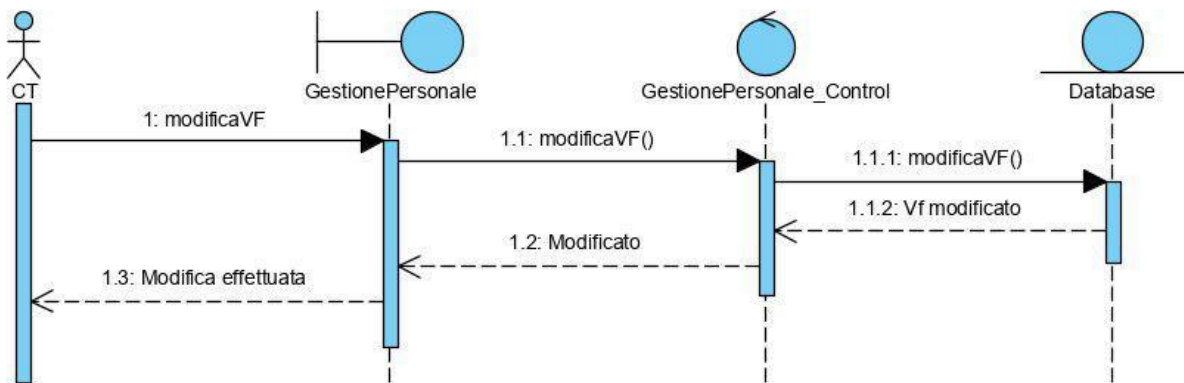 CT
GestionePersonale
GestionePersonale_Control
Database
1: modificaVF
1.1: modificaVF()
1.1.1: modificaVF()
1.1.2: Vf modificato
1.2: Modificato
1.3: Modifica effettuata